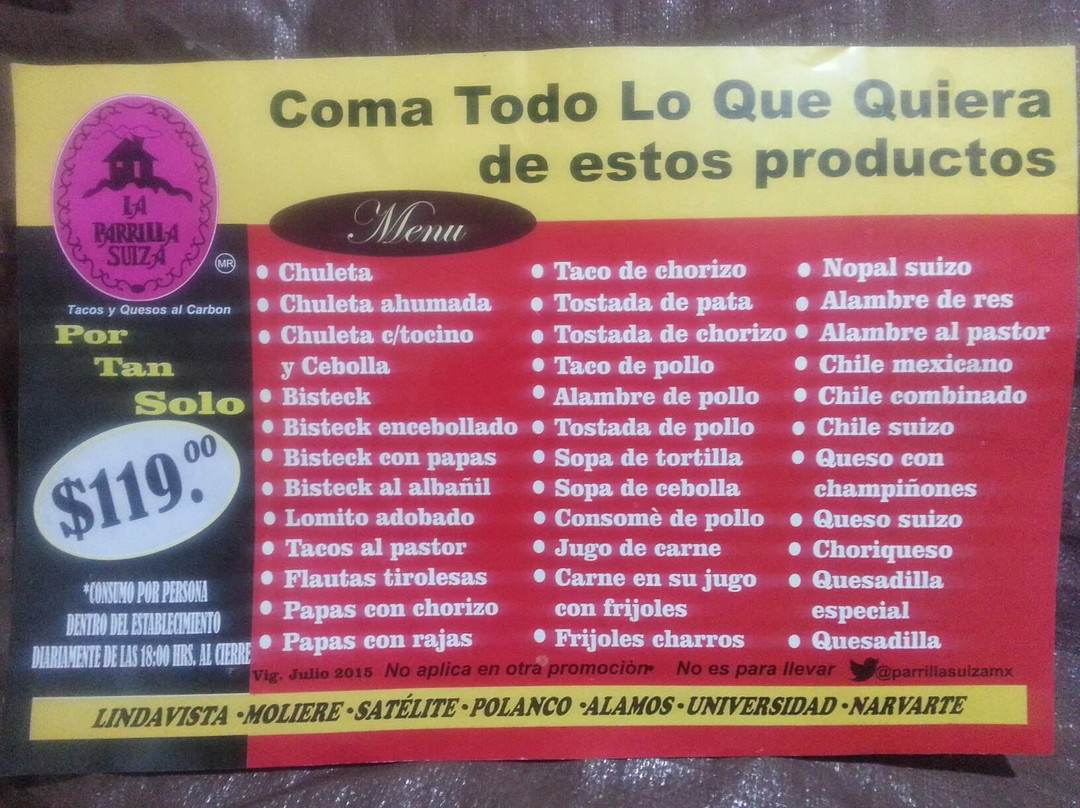 Coma Todo Lo Que Quiera
de estos productos
LA
PARRILLA
SUIZA
MR
Tacos y Quesos al Carbon
Por
Tan
Solo
$119.00
*CONSUMO POR PERSONA
DENTRO DEL ESTABLECIMIENTO
DIARIAMENTE DE LAS 18:00 HRS. AL CIERRE
Menu
• Chuleta
• Chuleta ahumada
• Chuleta c/tocino
y Cebolla
• Bisteck
• Bisteck encebollado
• Bisteck con papas
• Bisteck al albañil
• Lomito adobado
• Tacos al pastor
• Flautas tirolesas
• Papas con chorizo
• Papas con rajas
• Taco de chorizo
• Tostada de pata
• Tostada de chorizo
• Taco de pollo
• Alambre de pollo
• Tostada de pollo
• Sopa de tortilla
• Sopa de cebolla
• Consomè de pollo
• Jugo de carne
• Carne en su jugo
con frijoles
• Frijoles charros
• Nopal suizo
• Alambre de res
• Alambre al pastor
• Chile mexicano
• Chile combinado
• Chile suizo
• Queso con
champiñones
• Queso suizo
• Choriqueso
• Quesadilla
especial
• Quesadilla
Vig. Julio 2015 No aplica en otra promociòn• No es para llevar @parrillasuizamx
LINDAVISTA •MOLIERE •SATÉLITE •POLANCO •ALAMOS •UNIVERSIDAD •NARVARTE